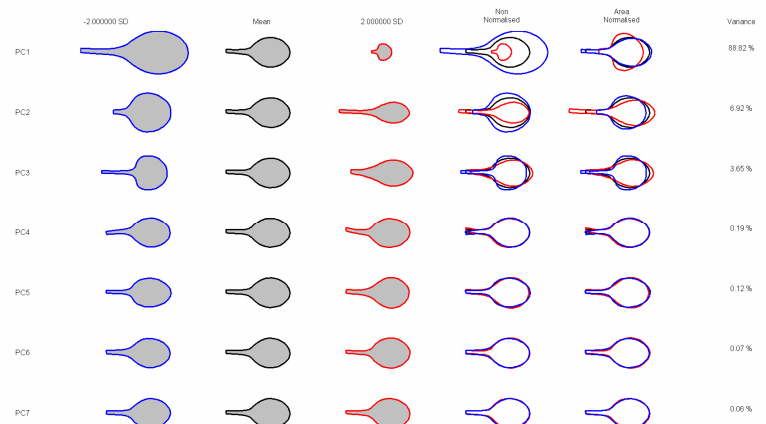 -2.000000 SD Mean 2.000000 SD Non Normalised Area Normalised Variance
PC1 88.82 %
PC2 6.92 %
PC3 3.65 %
PC4 0.19 %
PC5 0.12 %
PC6 0.07 %
PC7 0.06 %